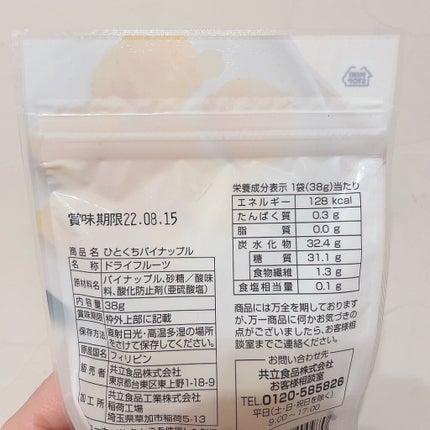 MINI
STOP
賞味期限22.08.15
商品名 ひとくちパイナップル
名称 ドライフルーツ
原材料名 パイナップル、砂糖／酸味
料、酸化防止剤(亜硫酸塩)
内容量 38g
賞味期限 枠外上部に記載
保存方法 直射日光・高温多湿の場所
をさけて保存してください。
原産国名 フィリピン
販売者 共立食品株式会社
東京都台東区東上野1-18-9
加工所 共立食品工業株式会社
稲荷工場
埼玉県草加市稲荷5-13
栄養成分表示 1袋(38g)当たり
エネルギー 128 kcal
たんぱく質 0.3 g
脂質 0.0 g
炭水化物 32.4 g
糖質 31.1 g
食物繊維 1.3 g
食塩相当量 0.1 g
商品には万全を期しております
が、万一商品に何かお気づきの
点がございましたら、お客様相
談室までご連絡ください。
お問い合わせ先
共立食品株式会社
お客様相談室
TEL.0120-585826
平日(土・日・祝日を除く)
9:00～17:00